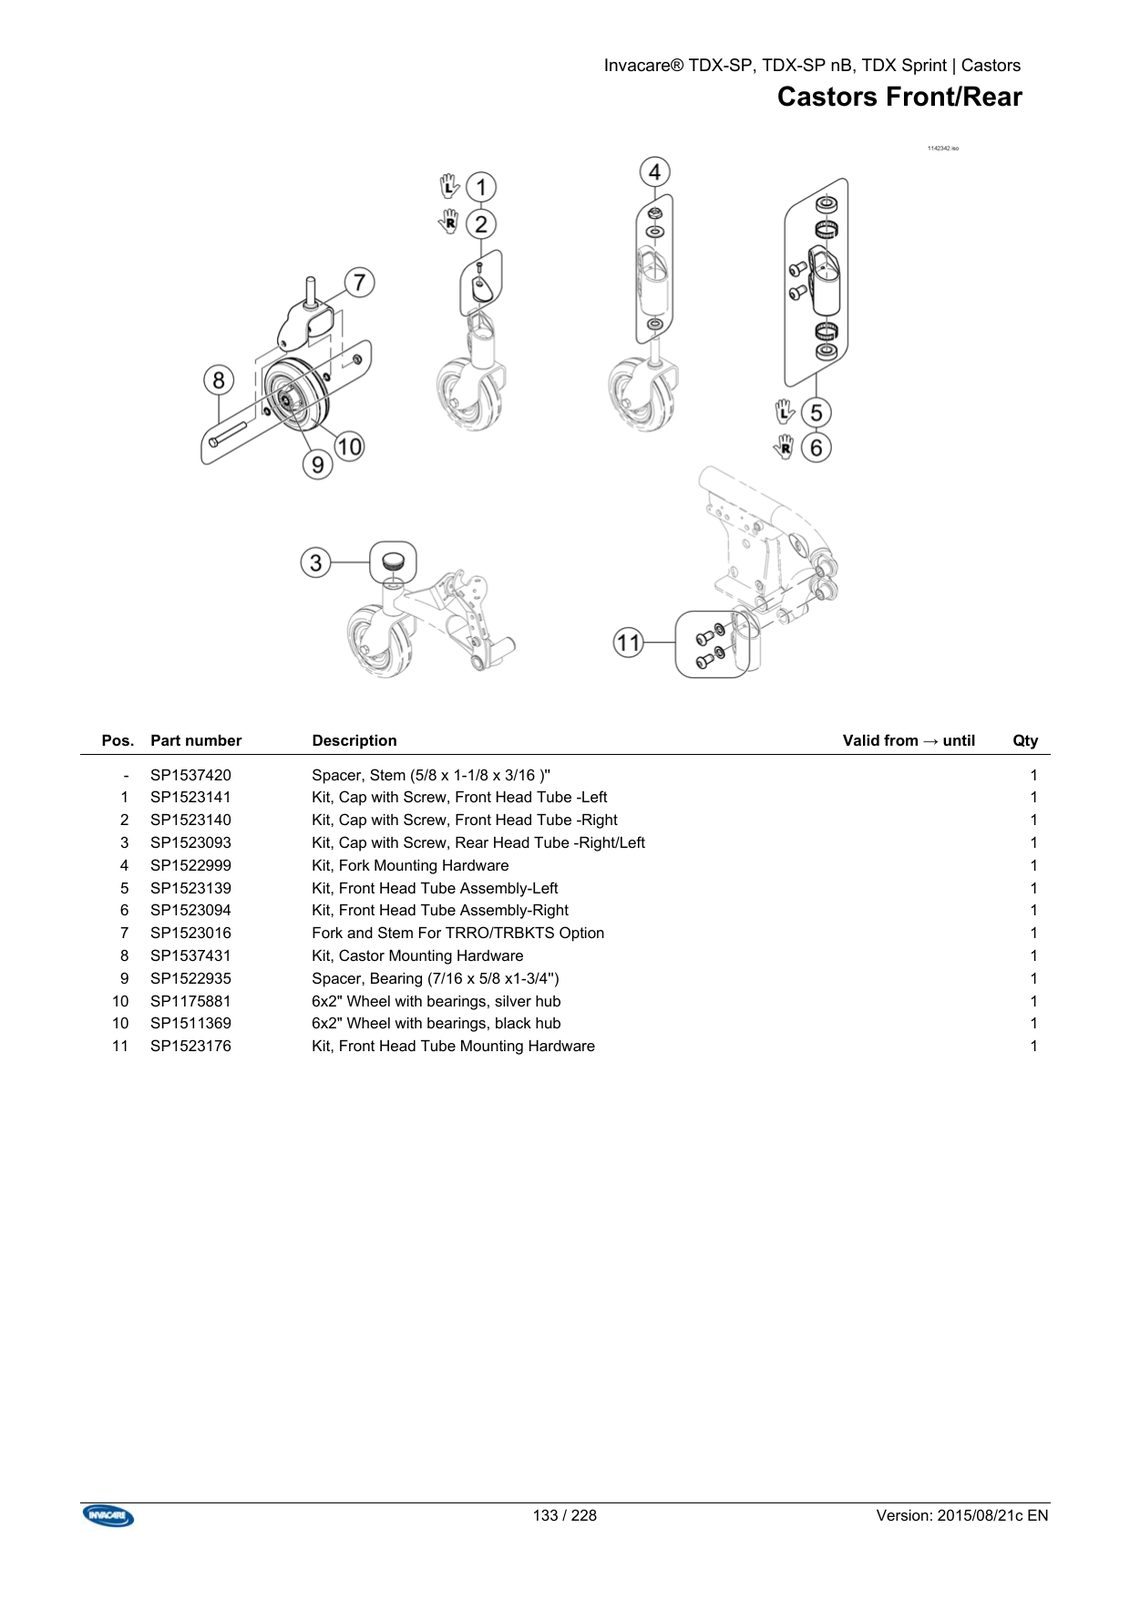 Invacare® TDX-SP, TDX-SP nB, TDX Sprint | Castors
Castors Front/Rear
1142342.iso
L 1
R 2
4
7
8
10
9
L 5
R 6
3
11
Pos. Part number Description Valid from → until Qty
- SP1537420 Spacer, Stem (5/8 x 1-1/8 x 3/16 )" 1
1 SP1523141 Kit, Cap with Screw, Front Head Tube -Left 1
2 SP1523140 Kit, Cap with Screw, Front Head Tube -Right 1
3 SP1523093 Kit, Cap with Screw, Rear Head Tube -Right/Left 1
4 SP1522999 Kit, Fork Mounting Hardware 1
5 SP1523139 Kit, Front Head Tube Assembly-Left 1
6 SP1523094 Kit, Front Head Tube Assembly-Right 1
7 SP1523016 Fork and Stem For TRRO/TRBKTS Option 1
8 SP1537431 Kit, Castor Mounting Hardware 1
9 SP1522935 Spacer, Bearing (7/16 x 5/8 x1-3/4") 1
10 SP1175881 6x2" Wheel with bearings, silver hub 1
10 SP1511369 6x2" Wheel with bearings, black hub 1
11 SP1523176 Kit, Front Head Tube Mounting Hardware 1
INVACARE 133 / 228 Version: 2015/08/21c EN